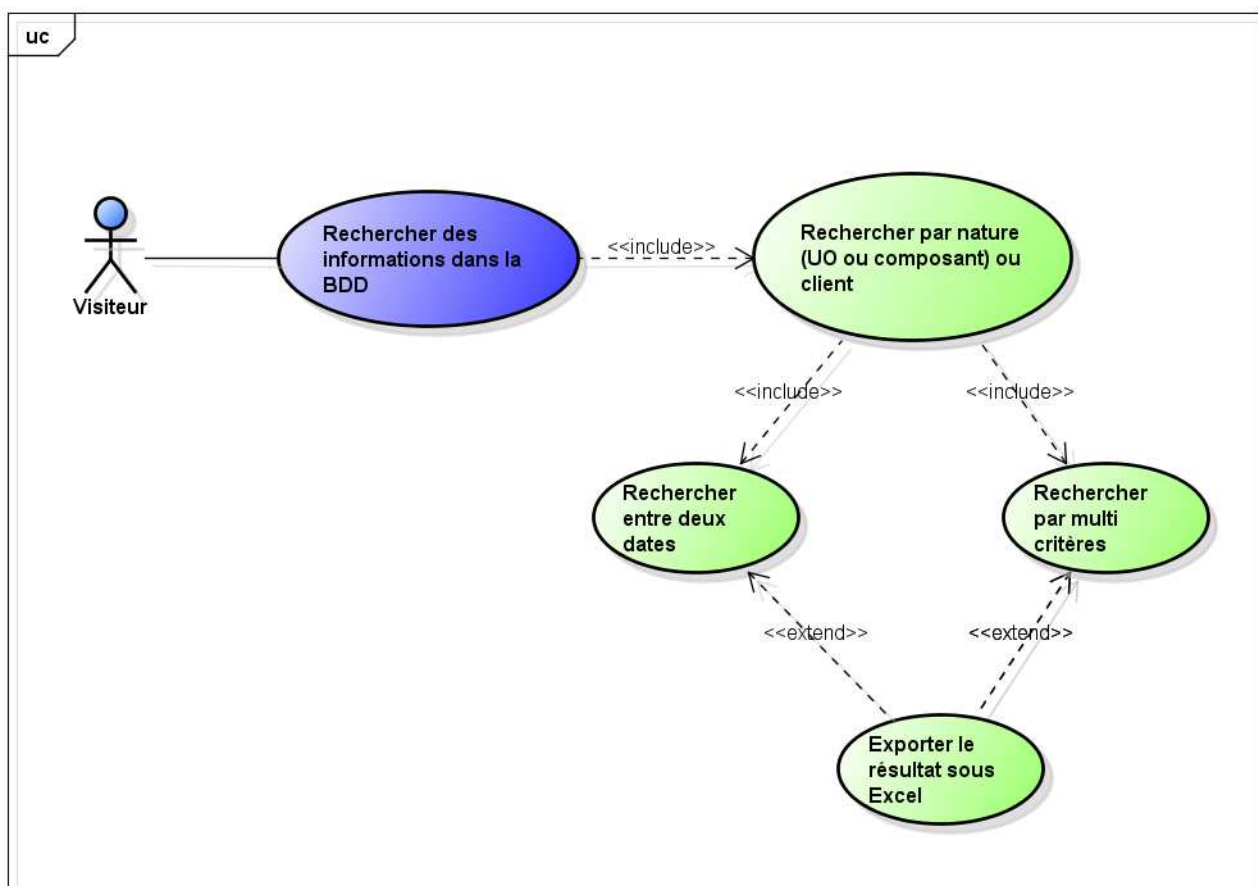 uc
Rechercher des
informations dans la
BDD
<<include>>
Rechercher par nature
(UO ou composant) ou
client
Visiteur
<<include>>
<<include>>
Rechercher
entre deux
dates
Rechercher
par multi
critères
<<extend>>
<<extend>>
Exporter le
résultat sous
Excel